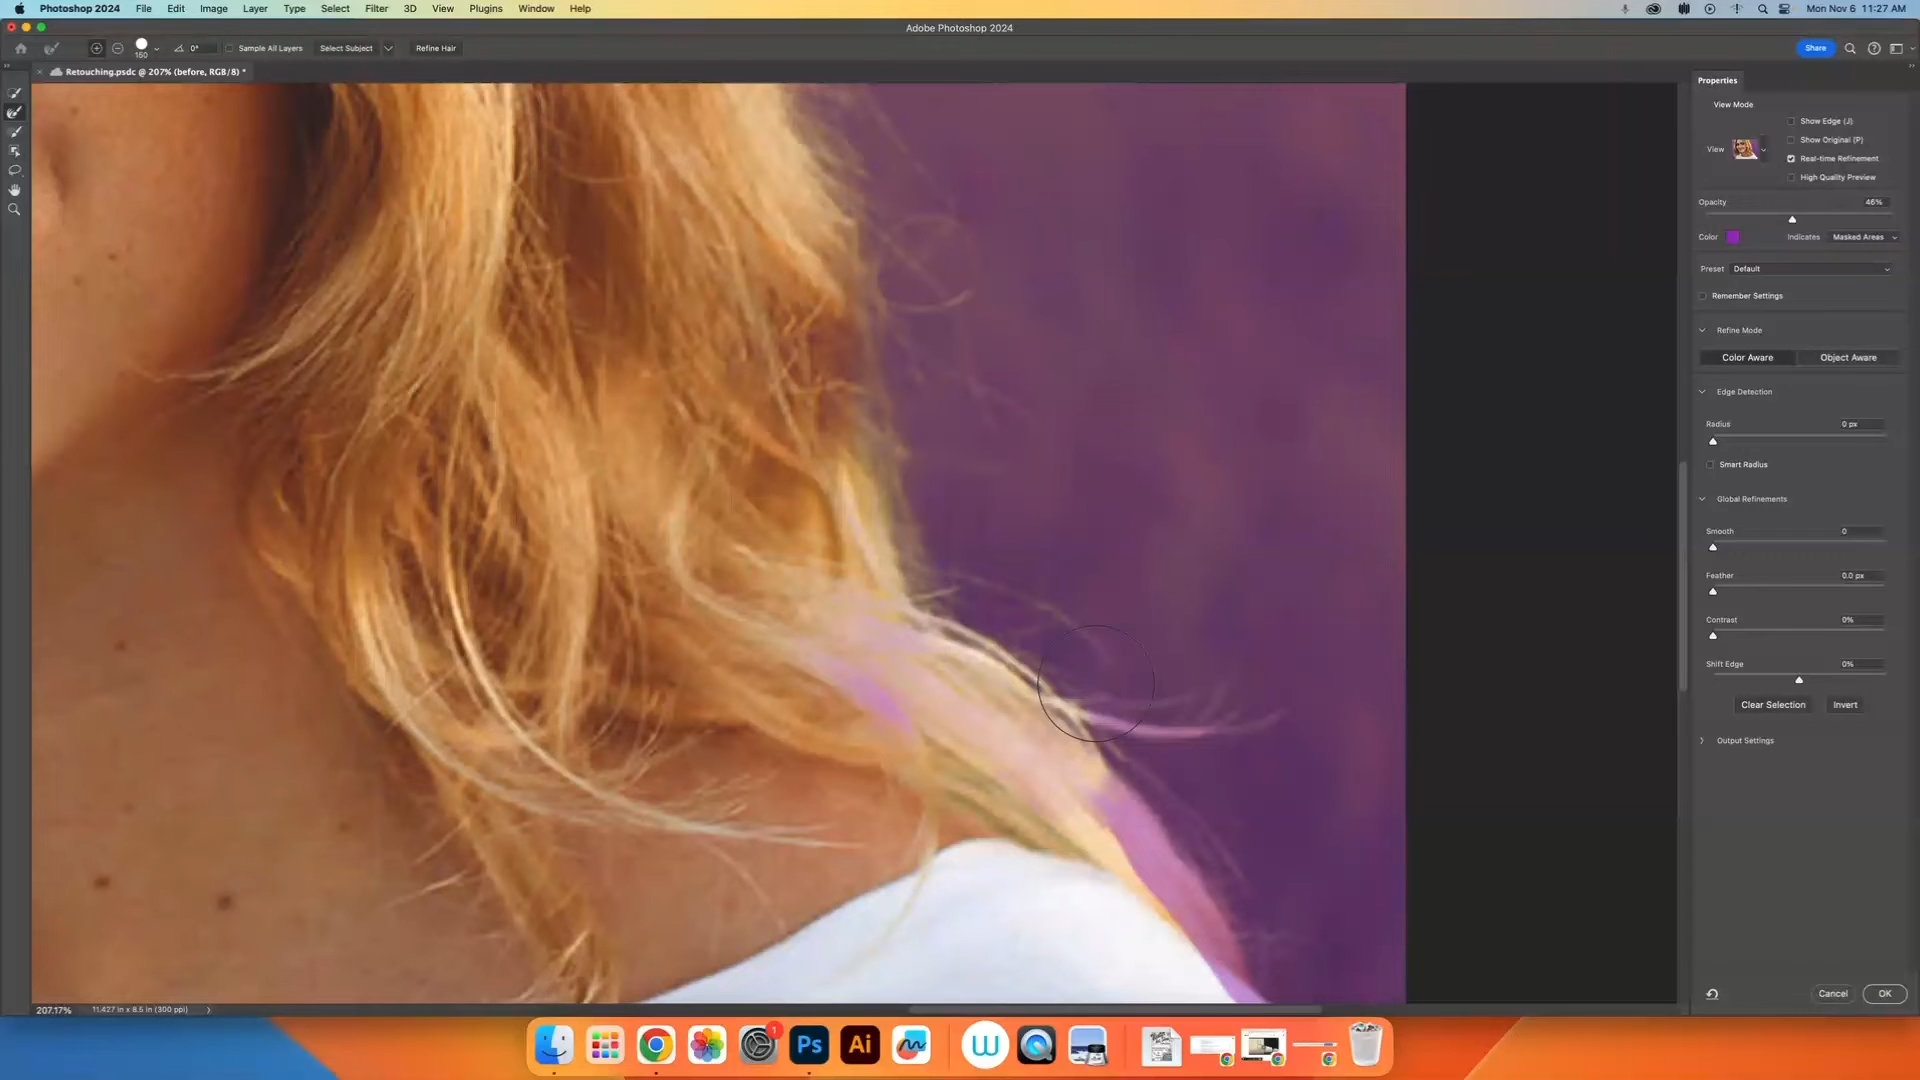 Photoshop 2024 File Edit Image Layer Type Select Filter 3D View Plugins Window Help Mon Nov 6 11:27 AM
Adobe Photoshop 2024
150 0° Sample All Layers Select Subject Refine Hair Share
Retouching.psdc @ 207% (before, RGB/8) *
Properties
View Mode
Show Edge (J)
Show Original (P)
View
Real-time Refinement
High Quality Preview
Opacity 46%
Color Indicates Masked Areas
Preset Default
Remember Settings
Refine Mode
Color Aware Object Aware
Edge Detection
Radius 0 px
Smart Radius
Global Refinements
Smooth 0
Feather 0.0 px
Contrast 0%
Shift Edge 0%
Clear Selection Invert
Output Settings
Cancel OK
207.17% 11.427 in x 8.5 in (300 ppi)
1
Ps Ai